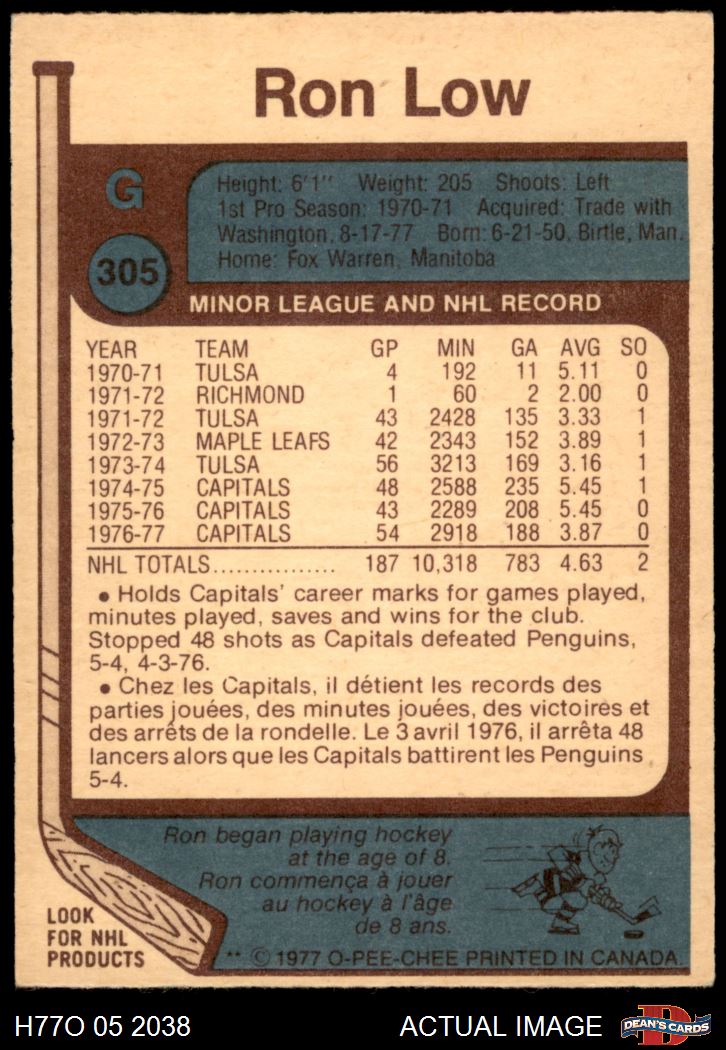 Ron Low
G
Height: 6'1" Weight: 205 Shoots: Left
1st Pro Season: 1970-71 Acquired: Trade with
Washington, 8-17-77 Born: 6-21-50, Birtle, Man.
Home: Fox Warren, Manitoba
305
MINOR LEAGUE AND NHL RECORD
YEAR TEAM GP MIN GA AVG SO
1970-71 TULSA 4 192 11 5.11 0
1971-72 RICHMOND 1 60 2 2.00 0
1971-72 TULSA 43 2428 135 3.33 1
1972-73 MAPLE LEAFS 42 2343 152 3.89 1
1973-74 TULSA 56 3213 169 3.16 1
1974-75 CAPITALS 48 2588 235 5.45 1
1975-76 CAPITALS 43 2289 208 5.45 0
1976-77 CAPITALS 54 2918 188 3.87 0
NHL TOTALS................ 187 10,318 783 4.63 2
• Holds Capitals' career marks for games played,
minutes played, saves and wins for the club.
Stopped 48 shots as Capitals defeated Penguins,
5-4, 4-3-76.
• Chez les Capitals, il détient les records des
parties jouées, des minutes jouées, des victoires et
des arrêts de la rondelle. Le 3 avril 1976, il arrêta 48
lancers alors que les Capitals battirent les Penguins
5-4.
Ron began playing hockey
at the age of 8.
Ron commença à jouer
au hockey à l'âge
de 8 ans.
LOOK
FOR NHL
PRODUCTS
** © 1977 O-PEE-CHEE PRINTED IN CANADA
H77O 05 2038 ACTUAL IMAGE
D
DEAN'S CARDS